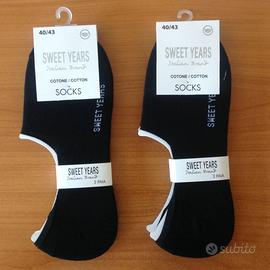 40/43
SWEET YEARS
Italian Brand
COTONE / COTTON
SOCKS
SWEET YEARS
SWEET YEARS
Italian Brand
3 PAIA
40/43
SWEET YEARS
Italian Brand
COTONE / COTTON
SOCKS
SWEET YEARS
SWEET YEARS
Italian Brand
3 PAIA
subito